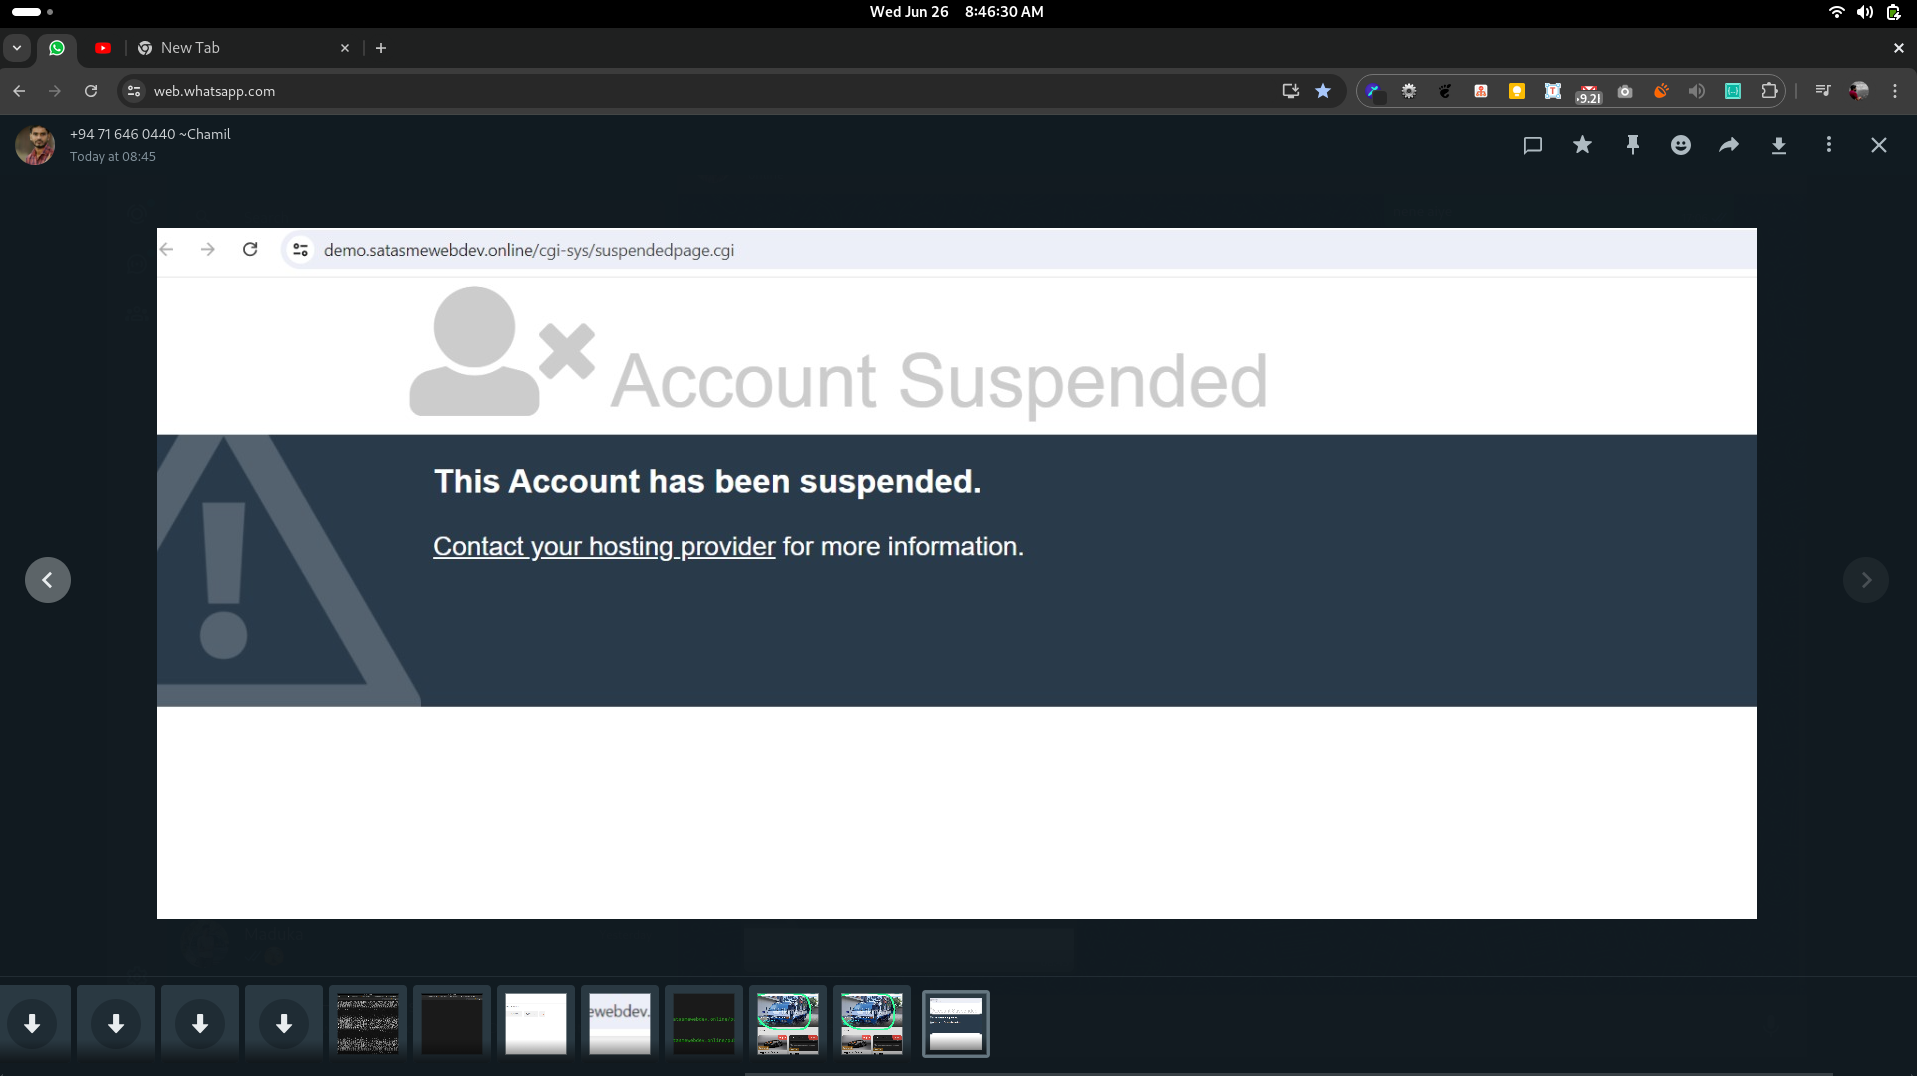 Wed Jun 26 8:46:30 AM
New Tab
web.whatsapp.com
9.21
+94 71 646 0440 ~Chamil
Today at 08:45
demo.satasmewebdev.online/cgi-sys/suspendedpage.cgi
Account Suspended
This Account has been suspended.
Contact your hosting provider for more information.
ewebdev.